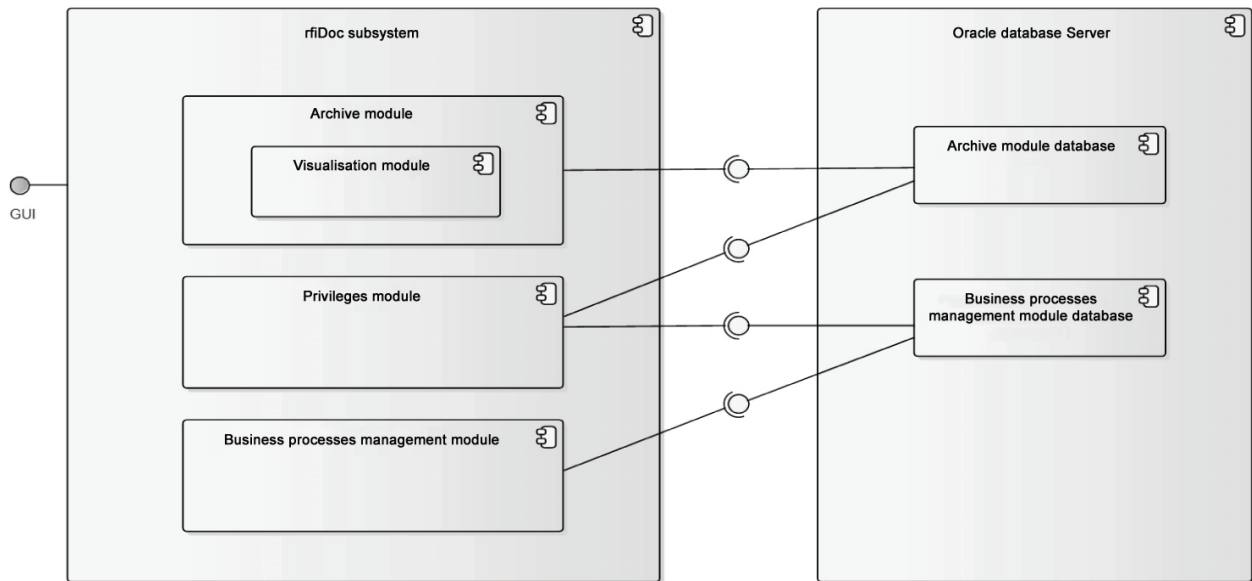 rfiDoc subsystem
Oracle database Server
Archive module
Visualisation module
Archive module database
GUI
Privileges module
Business processes
management module database
Business processes management module